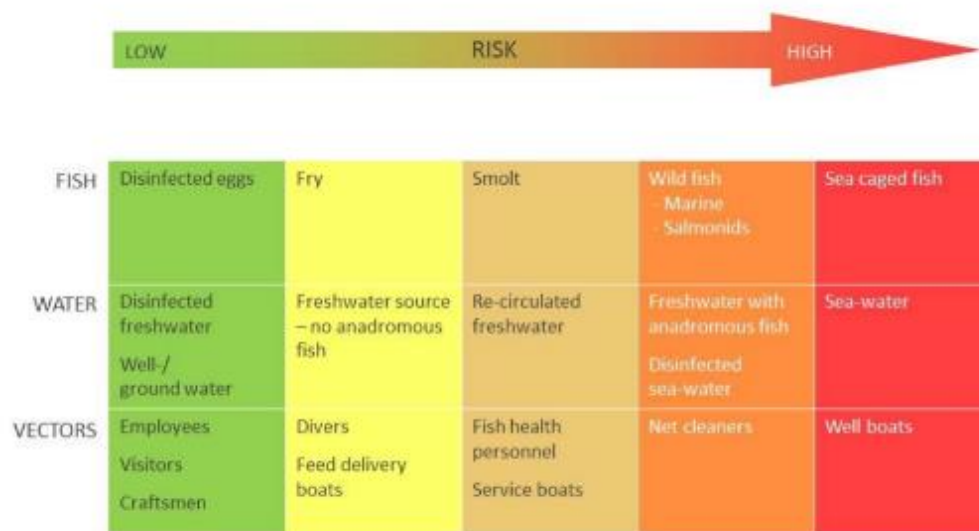 LOW RISK HIGH
FISH
Disinfected eggs
Fry
Smolt
Wild fish
- Marine
- Salmonids
Sea caged fish
WATER
Disinfected
freshwater
Well-/
ground water
Freshwater source
– no anadromous
fish
Re-circulated
freshwater
Freshwater with
anadromous fish
Disinfected
sea-water
Sea-water
VECTORS
Employees
Visitors
Craftsmen
Divers
Feed delivery
boats
Fish health
personnel
Service boats
Net cleaners
Well boats